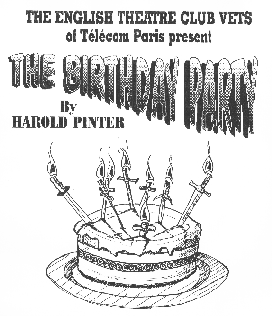 THE ENGLISH THEATRE CLUB VETS
of Télécom Paris present
THE BIRTHDAY PARTY
By
HAROLD PINTER